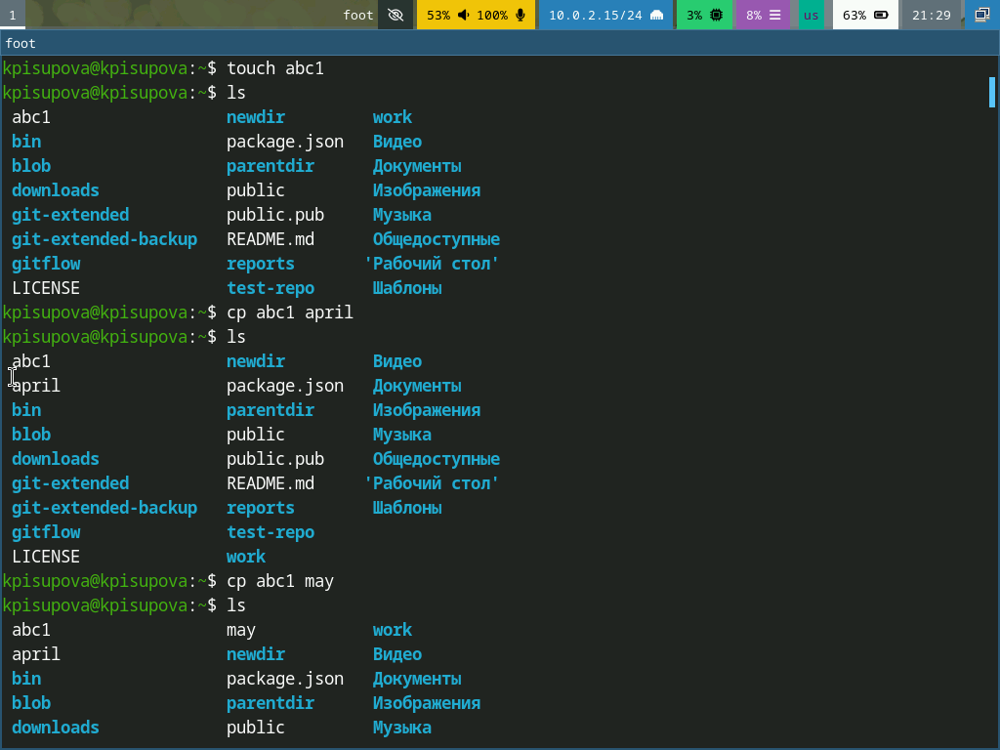 1 foot 53% 100% 10.0.2.15/24 3% 8% us 63% 21:29
foot
kpisupova@kpisupova:~$ touch abc1
kpisupova@kpisupova:~$ ls
abc1 newdir work
bin package.json Видео
blob parentdir Документы
downloads public Изображения
git-extended public.pub Музыка
git-extended-backup README.md Общедоступные
gitflow reports 'Рабочий стол'
LICENSE test-repo Шаблоны
kpisupova@kpisupova:~$ cp abc1 april
kpisupova@kpisupova:~$ ls
abc1 newdir Видео
april package.json Документы
bin parentdir Изображения
blob public Музыка
downloads public.pub Общедоступные
git-extended README.md 'Рабочий стол'
git-extended-backup reports Шаблоны
gitflow test-repo
LICENSE work
kpisupova@kpisupova:~$ cp abc1 may
kpisupova@kpisupova:~$ ls
abc1 may work
april newdir Видео
bin package.json Документы
blob parentdir Изображения
downloads public Музыка